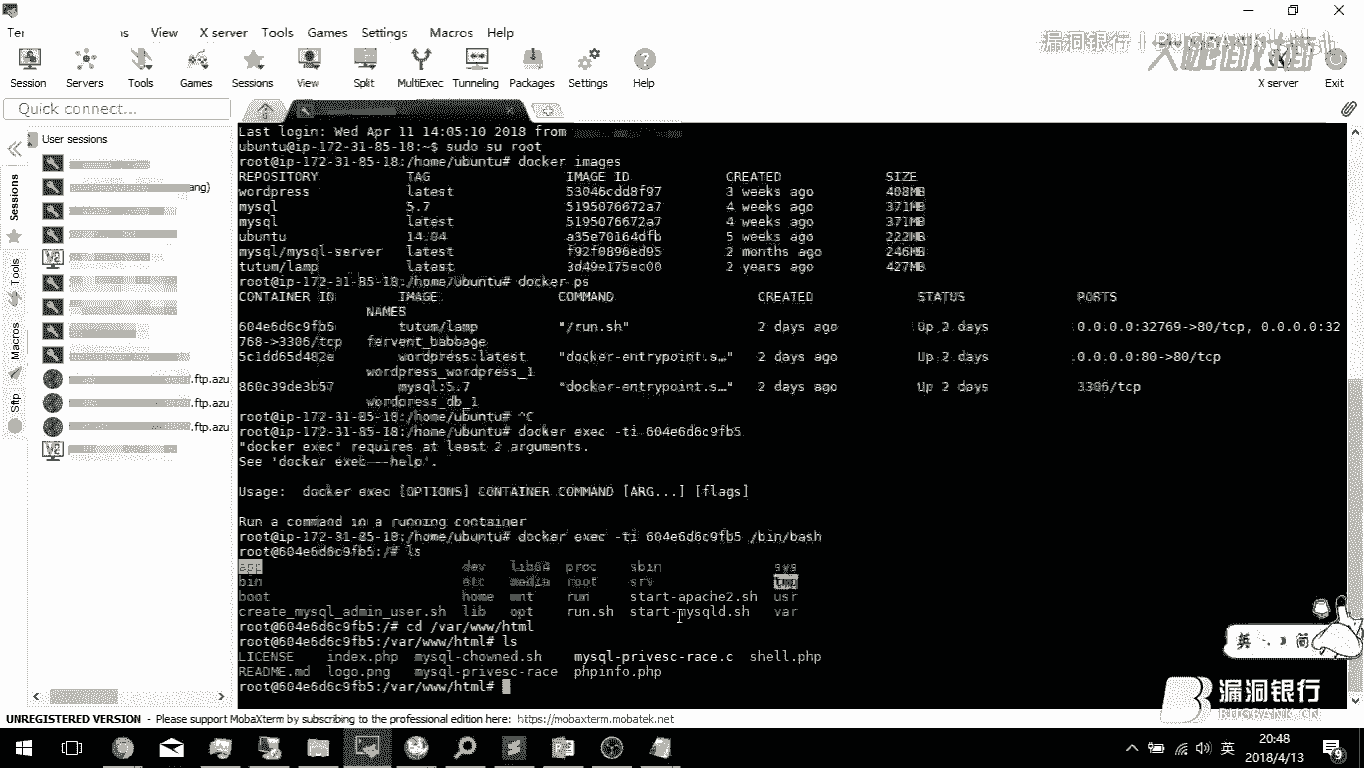 View X server Tools Games Settings Macros Help
漏洞银行 | BUGBANK.cn
大咖面对面
Session Servers Tools Games Sessions View Split MultiExec Tunneling Packages Settings Help X server Exit
Quick connect...
User sessions
Sessions
Tools
Macros
Sftp
ang)
.ftp.azu
.ftp.azu
.ftp.azu
Last login: Wed Apr 11 14:05:10 2018 from
ubuntu@ip-172-31-85-18:~$ sudo su root
root@ip-172-31-85-18:/home/ubuntu# docker images
REPOSITORY TAG IMAGE ID CREATED SIZE
wordpress latest 53046cdd8f97 3 weeks ago 408MB
mysql 5.7 5195076672a7 4 weeks ago 371MB
mysql latest 5195076672a7 4 weeks ago 371MB
ubuntu 14.04 a35e70164dfb 5 weeks ago 222MB
mysql/mysql-server latest f92f0896ed95 2 months ago 246MB
tutum/lamp latest 3d49e175ec00 2 years ago 427MB
root@ip-172-31-85-18:/home/ubuntu# docker ps
CONTAINER ID IMAGE COMMAND CREATED STATUS PORTS
NAMES
604e6d6c9fb5 tutum/lamp "/run.sh" 2 days ago Up 2 days 0.0.0.0:32769->80/tcp, 0.0.0.0:32
768->3306/tcp fervent_babbage
5c1dd65d482e wordpress:latest "docker-entrypoint.s…" 2 days ago Up 2 days 0.0.0.0:80->80/tcp
wordpress_wordpress_1
860c39de3b57 mysql:5.7 "docker-entrypoint.s…" 2 days ago Up 2 days 3306/tcp
wordpress_db_1
root@ip-172-31-85-18:/home/ubuntu# ^C
root@ip-172-31-85-18:/home/ubuntu# docker exec -ti 604e6d6c9fb5
"docker exec" requires at least 2 arguments.
See 'docker exec --help'.
Usage: docker exec [OPTIONS] CONTAINER COMMAND [ARG...] [flags]
Run a command in a running container
root@ip-172-31-85-18:/home/ubuntu# docker exec -ti 604e6d6c9fb5 /bin/bash
root@604e6d6c9fb5:/# ls
app dev lib64 proc sbin sys
bin etc media root srv tmp
boot home mnt run start-apache2.sh usr
create_mysql_admin_user.sh lib opt run.sh start-mysqld.sh var
root@604e6d6c9fb5:/# cd /var/www/html
root@604e6d6c9fb5:/var/www/html# ls
LICENSE index.php mysql-chowned.sh mysql-privesc-race.c shell.php
README.md logo.png mysql-privesc-race phpinfo.php
root@604e6d6c9fb5:/var/www/html#
英 简
漏洞银行
BUGBANK.CN
UNREGISTERED VERSION - Please support MobaXterm by subscribing to the professional edition here: https://mobaxterm.mobatek.net
英
20:48
2018/4/13
9